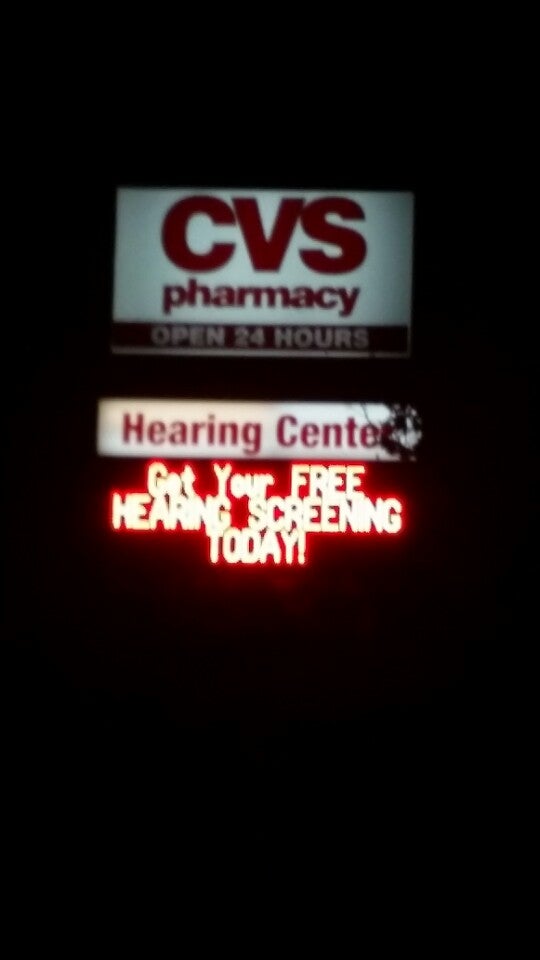 CVS
pharmacy
OPEN 24 HOURS
Hearing Cente
Get Your FREE
HEARING SCREENING
TODAY!